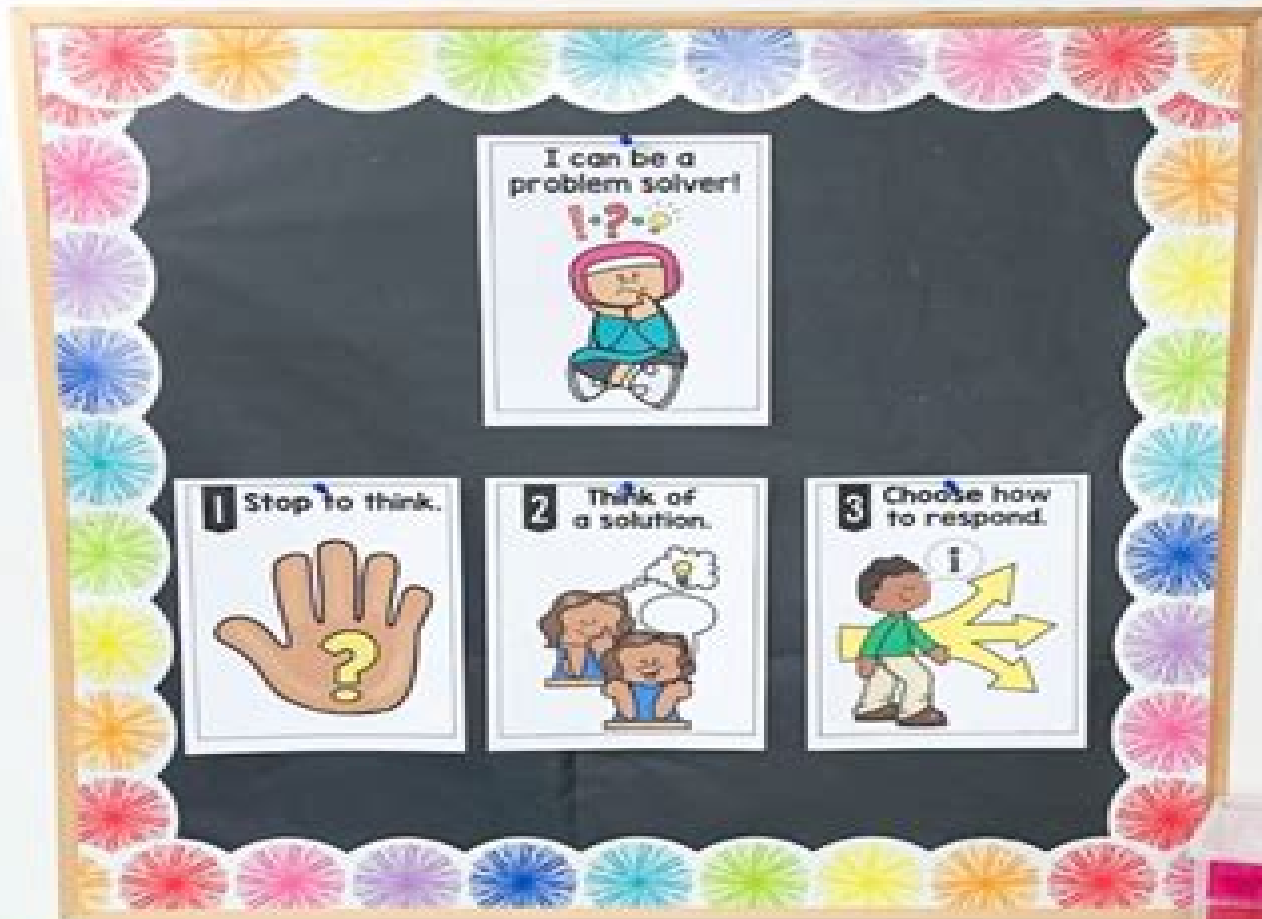 I can be a
problem solver!
! + ? =
1 Stop to think.
?
2 Think of
a solution.
3 Choose how
to respond.
i